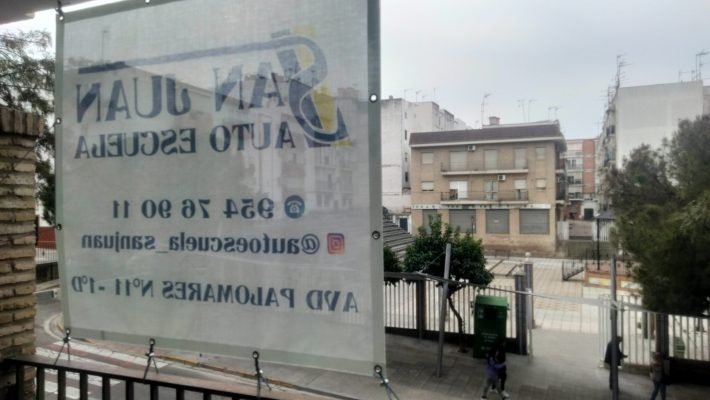 SAN JUAN
AUTO ESCUELA
954 76 90 11
@autoescuela_sanjuan
AVD PALOMARES Nº11 - 1ºD